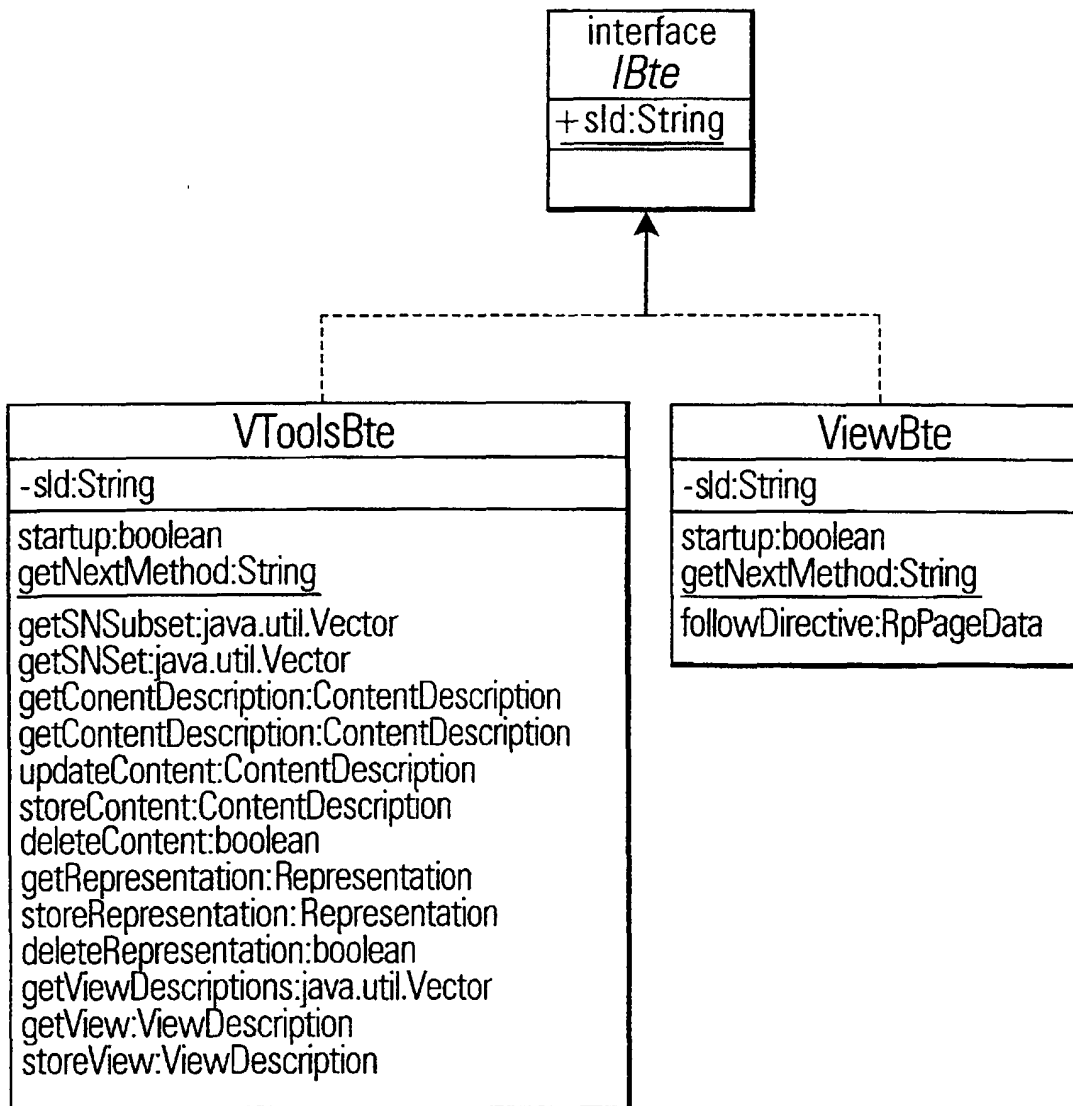 interface
IBte
+sId:String
VToolsBte
-sId:String
startup:boolean
getNextMethod:String
getSNSubset:java.util.Vector
getSNSet:java.util.Vector
getConentDescription:ContentDescription
getContentDescription:ContentDescription
updateContent:ContentDescription
storeContent:ContentDescription
deleteContent:boolean
getRepresentation:Representation
storeRepresentation:Representation
deleteRepresentation:boolean
getViewDescriptions:java.util.Vector
getView:ViewDescription
storeView:ViewDescription
ViewBte
-sId:String
startup:boolean
getNextMethod:String
followDirective:RpPageData